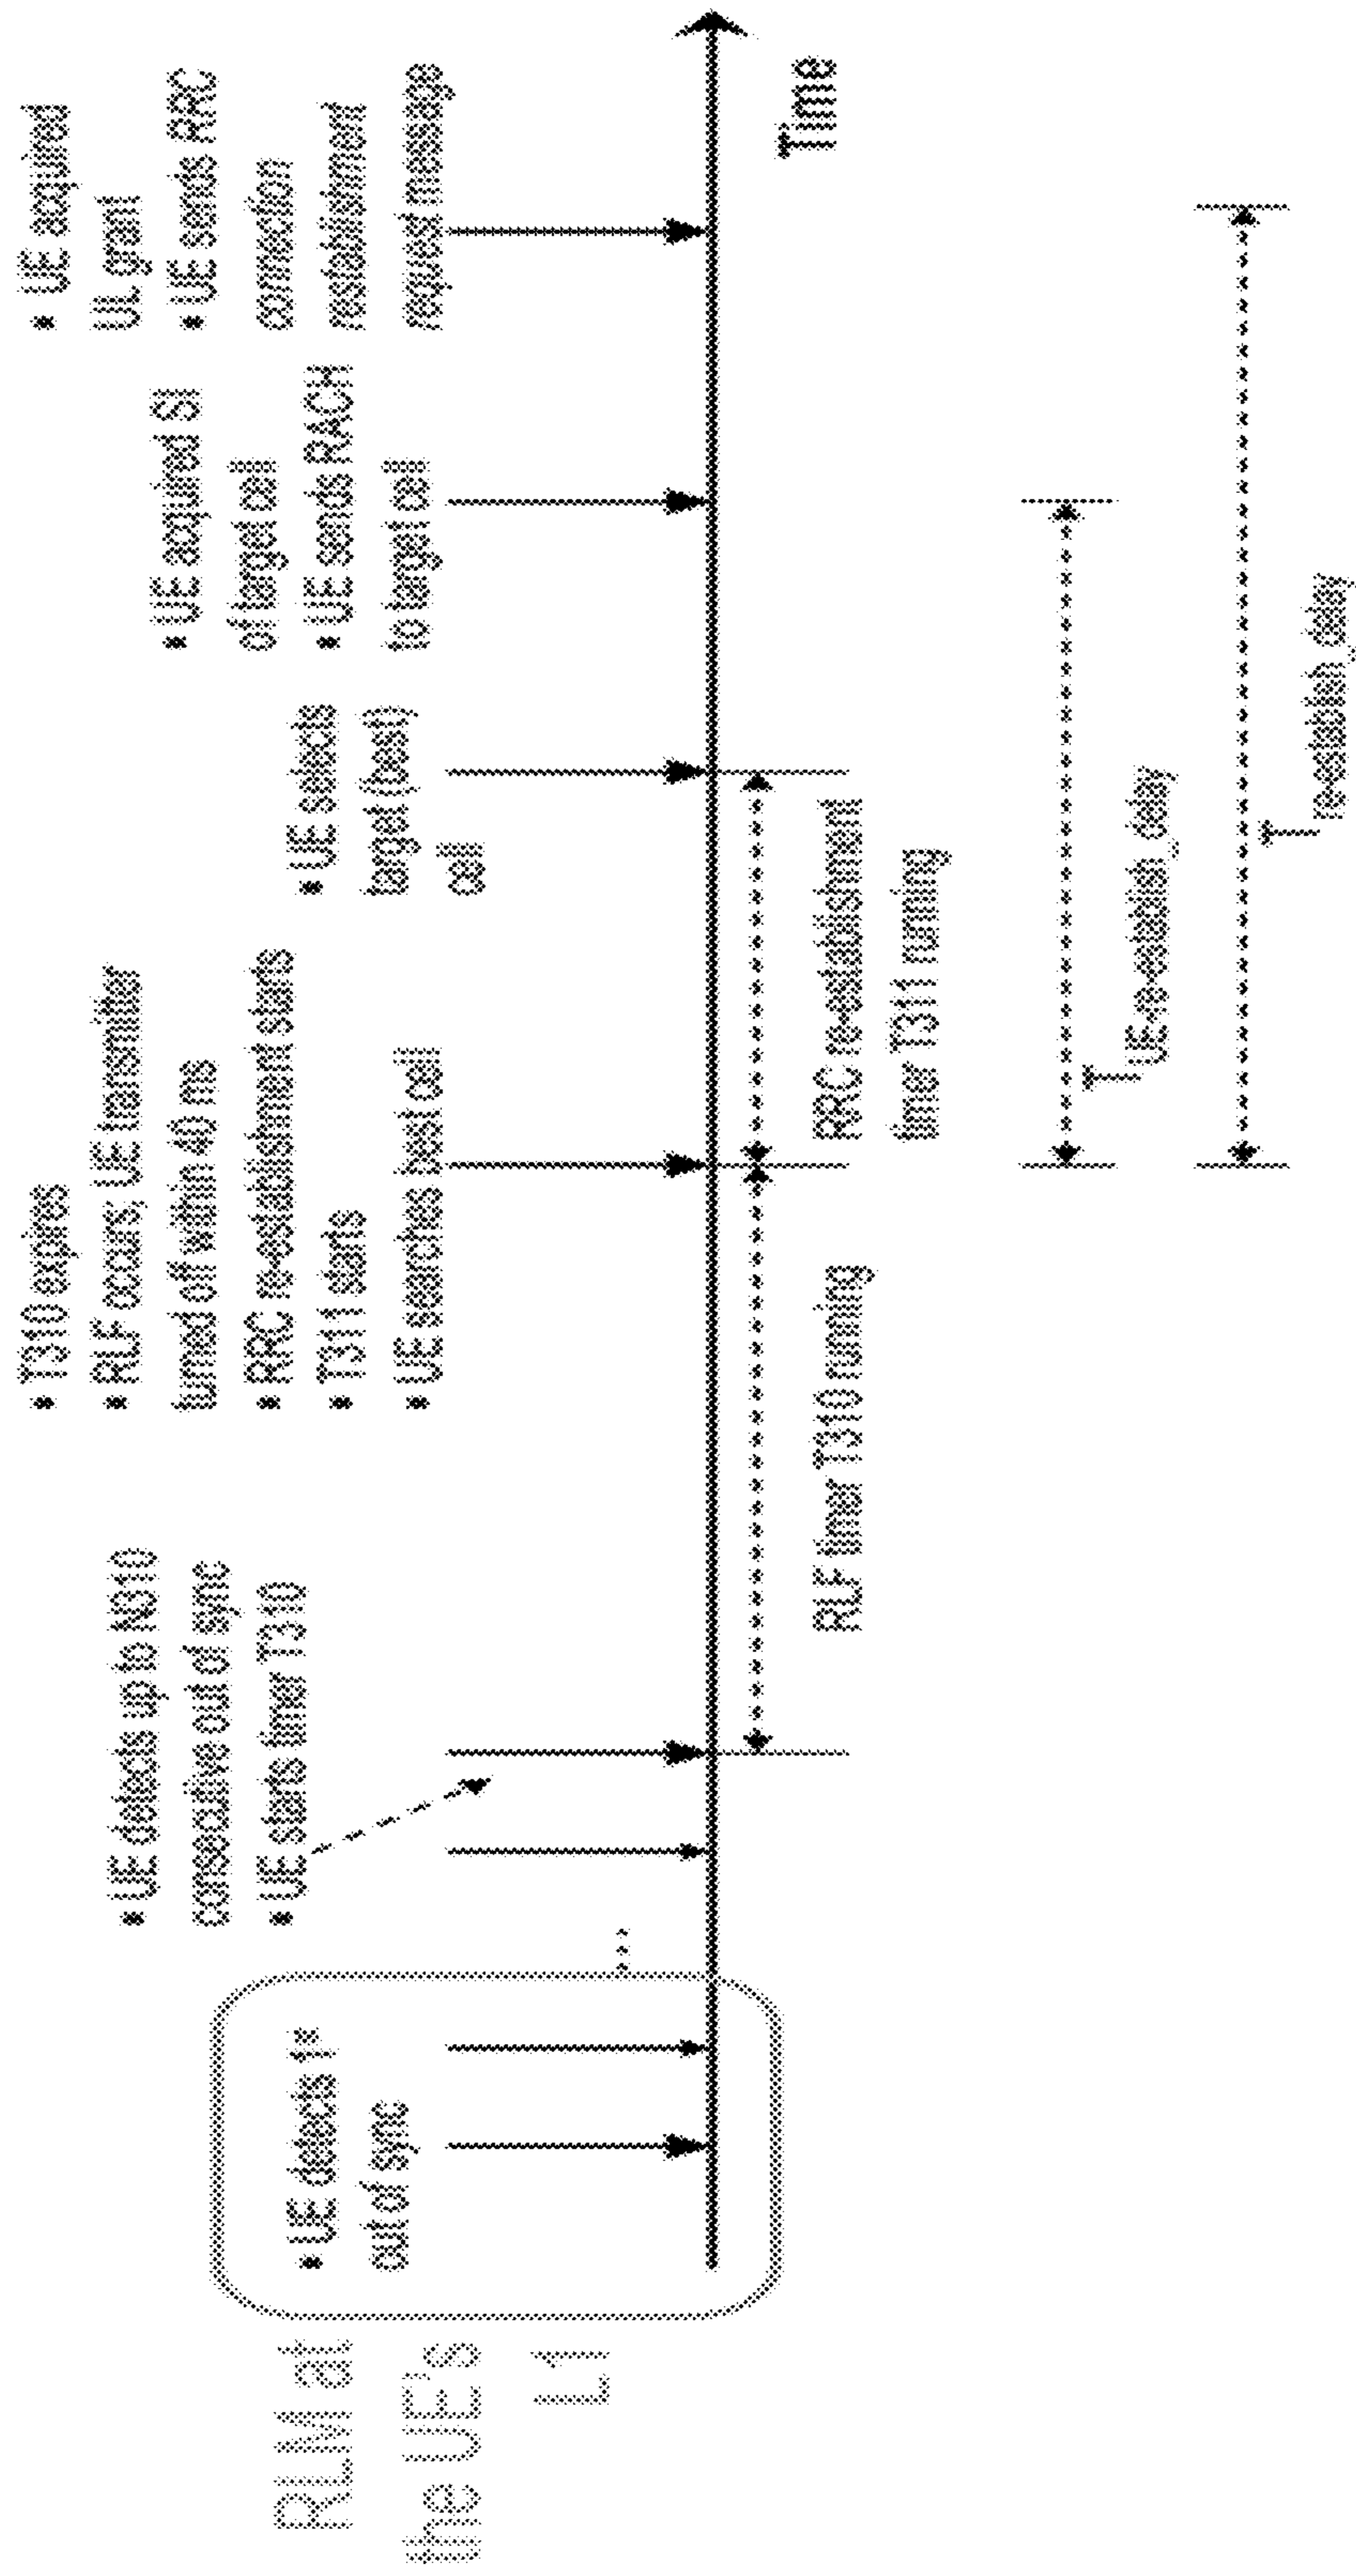 RLM at
the UE's
L1
▪ UE detects 1st
out of sync
...
▪ UE detects up to N310
consecutive out of sync
▪ UE starts timer T310
▪ T310 expires
▪ RLF occurs; UE transmitter
turned off within 40 ms
▪ RRC re-establishment starts
▪ T311 starts
▪ UE searches best cell
▪ UE selects
target (best)
cell
▪ UE acquired SI
of target cell
▪ UE sends RACH
to target cell
▪ UE acquired
UL grant
▪ UE sends RRC
connection
reestablishment
request message
Time
RLF timer T310 running
RRC re-establishment
timer T311 running
T UE-re-establish_delay
T re-establish_delay